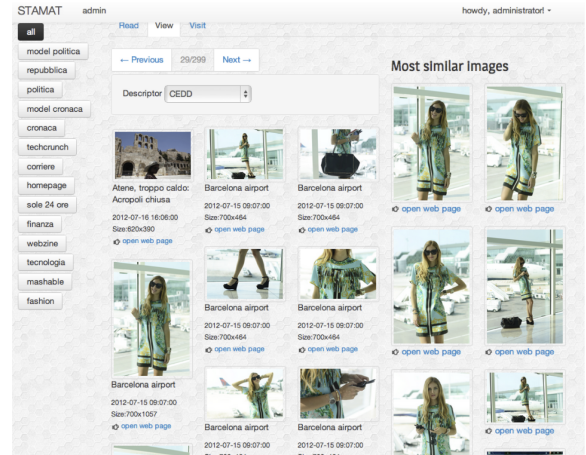 STAMAT admin howdy, administrator!
all
model politica
repubblica
politica
model cronaca
cronaca
techcrunch
corriere
homepage
sole 24 ore
finanza
webzine
tecnologia
mashable
fashion
Read View Visit
← Previous 29/299 Next →
Descriptor CEDD
Atene, troppo caldo:
Acropoli chiusa
2012-07-16 16:06:00
Size:620x390
open web page
Barcelona airport
2012-07-15 09:07:00
Size:700x464
open web page
Barcelona airport
2012-07-15 09:07:00
Size:700x464
open web page
Barcelona airport
2012-07-15 09:07:00
Size:700x1057
open web page
Barcelona airport
2012-07-15 09:07:00
Size:700x464
open web page
Barcelona airport
2012-07-15 09:07:00
Size:700x464
open web page
Barcelona airport
2012-07-15 09:07:00
Barcelona airport
2012-07-15 09:07:00
Most similar images
open web page
open web page
open web page
open web page
open web page
open web page